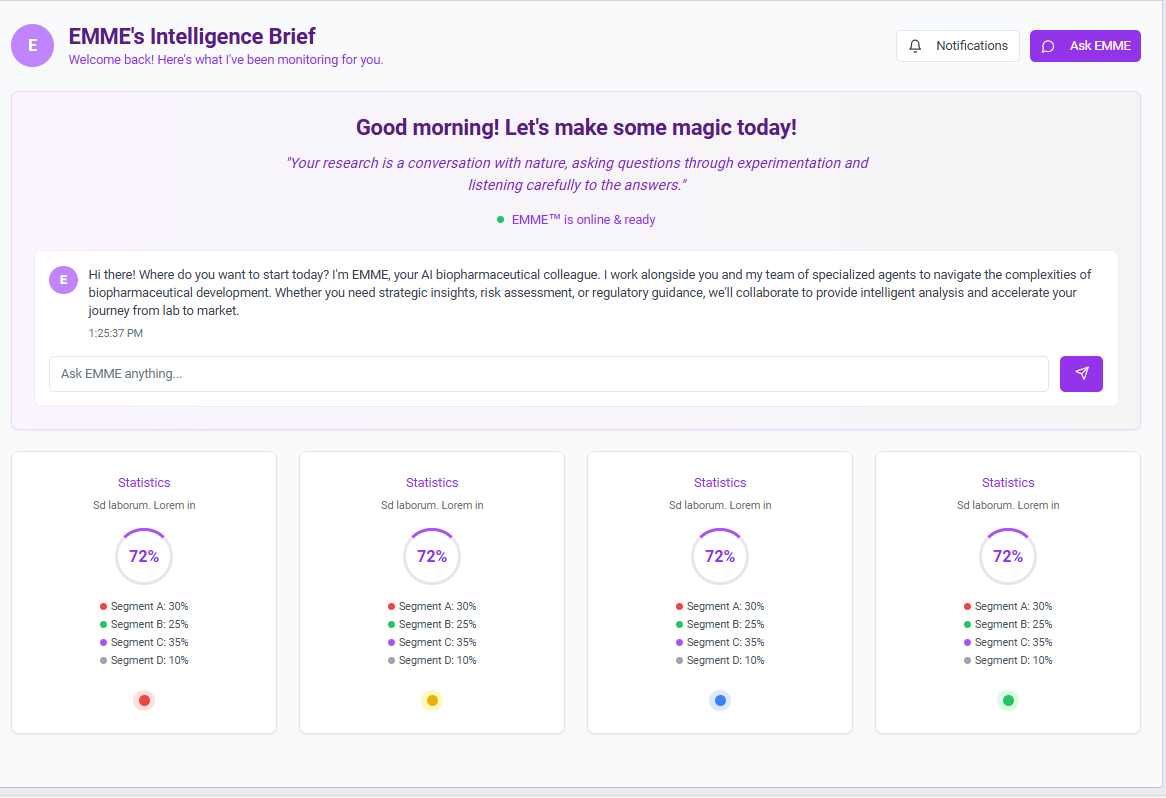 E
EMME's Intelligence Brief
Welcome back! Here's what I've been monitoring for you.
Notifications
Ask EMME
Good morning! Let's make some magic today!
"Your research is a conversation with nature, asking questions through experimentation and
listening carefully to the answers."
EMME™ is online & ready
E
Hi there! Where do you want to start today? I'm EMME, your AI biopharmaceutical colleague. I work alongside you and my team of specialized agents to navigate the complexities of
biopharmaceutical development. Whether you need strategic insights, risk assessment, or regulatory guidance, we'll collaborate to provide intelligent analysis and accelerate your
journey from lab to market.
1:25:37 PM
Ask EMME anything...
Statistics
Sd laborum. Lorem in
72%
Segment A: 30%
Segment B: 25%
Segment C: 35%
Segment D: 10%
Statistics
Sd laborum. Lorem in
72%
Segment A: 30%
Segment B: 25%
Segment C: 35%
Segment D: 10%
Statistics
Sd laborum. Lorem in
72%
Segment A: 30%
Segment B: 25%
Segment C: 35%
Segment D: 10%
Statistics
Sd laborum. Lorem in
72%
Segment A: 30%
Segment B: 25%
Segment C: 35%
Segment D: 10%